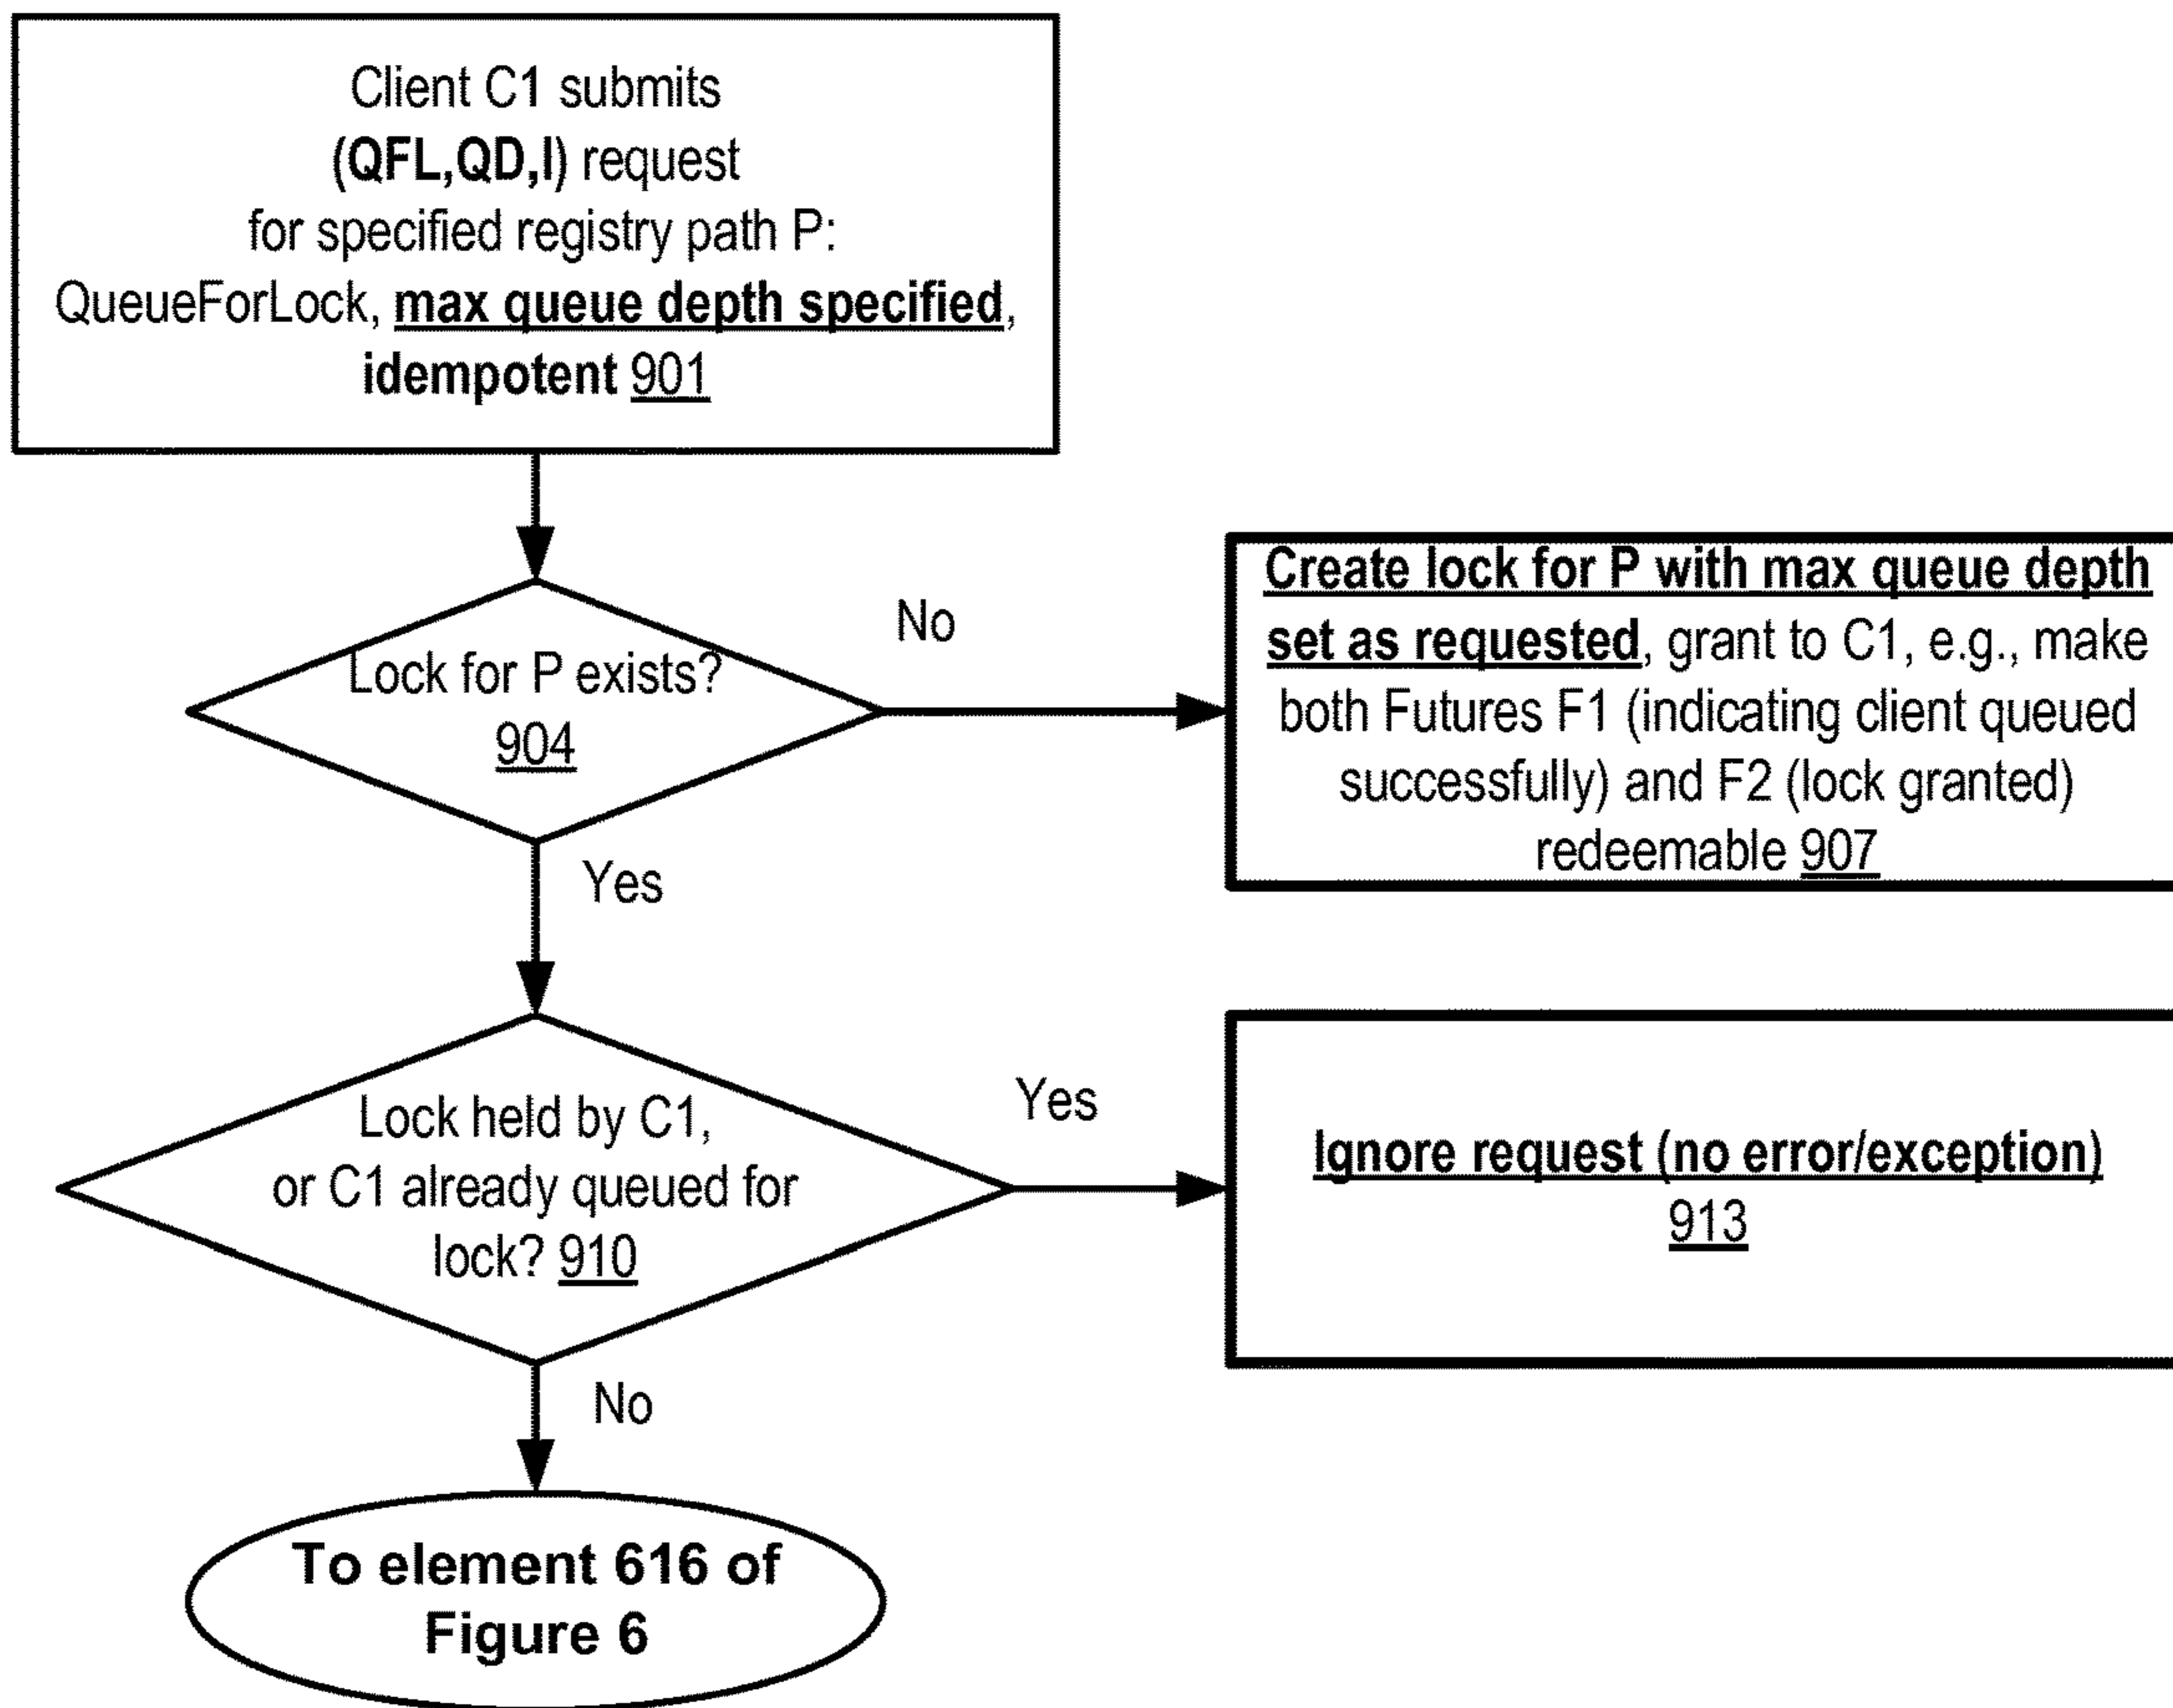 Client C1 submits
(QFL,QD,I) request
for specified registry path P:
QueueForLock, max queue depth specified,
idempotent 901
Lock for P exists?
904
No
Create lock for P with max queue depth
set as requested, grant to C1, e.g., make
both Futures F1 (indicating client queued
successfully) and F2 (lock granted)
redeemable 907
Yes
Lock held by C1,
or C1 already queued for
lock? 910
Yes
Ignore request (no error/exception)
913
No
To element 616 of
Figure 6